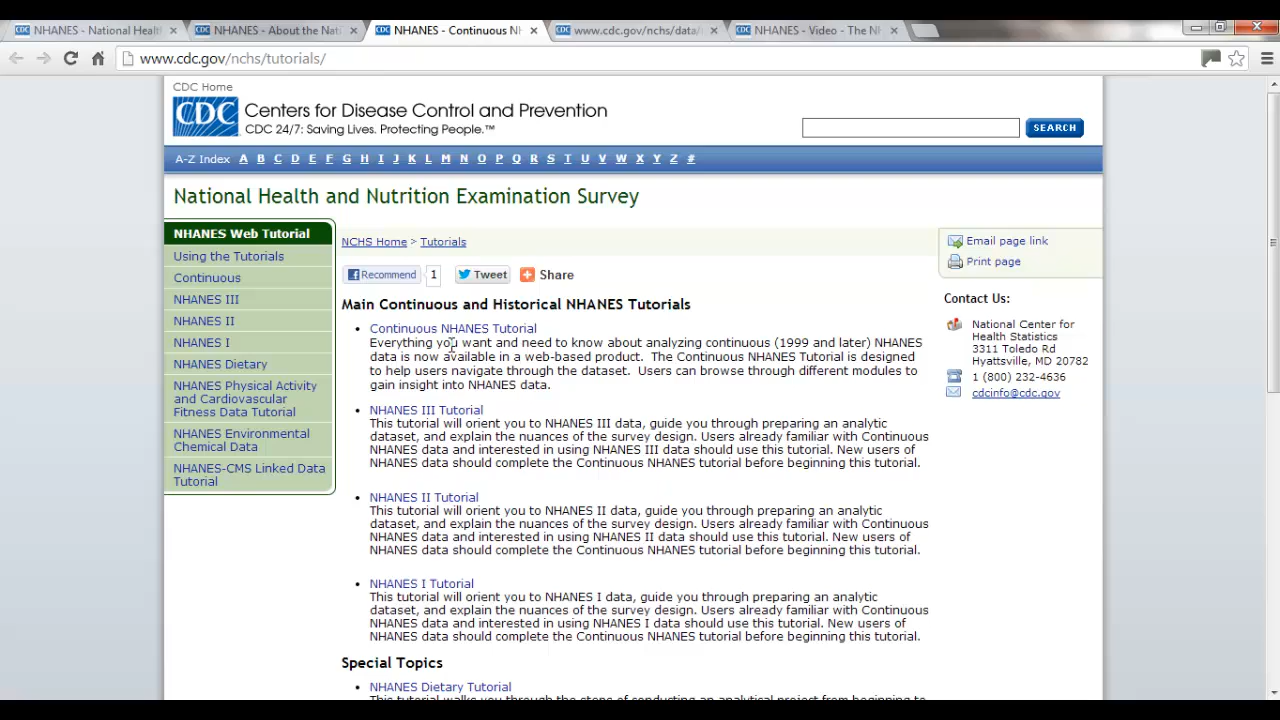 NHANES - National Healt
NHANES - About the Nat
NHANES - Continuous N
www.cdc.gov/nchs/data/
NHANES - Video - The N
www.cdc.gov/nchs/tutorials/
CDC Home
CDC
Centers for Disease Control and Prevention
CDC 24/7: Saving Lives. Protecting People.™
SEARCH
A-Z Index A B C D E F G H I J K L M N O P Q R S T U V W X Y Z #
National Health and Nutrition Examination Survey
NHANES Web Tutorial
Using the Tutorials
Continuous
NHANES III
NHANES II
NHANES I
NHANES Dietary
NHANES Physical Activity
and Cardiovascular
Fitness Data Tutorial
NHANES Environmental
Chemical Data
NHANES-CMS Linked Data
Tutorial
NCHS Home > Tutorials
Recommend 1 Tweet Share
Main Continuous and Historical NHANES Tutorials
• Continuous NHANES Tutorial
Everything you want and need to know about analyzing continuous (1999 and later) NHANES
data is now available in a web-based product. The Continuous NHANES Tutorial is designed
to help users navigate through the dataset. Users can browse through different modules to
gain insight into NHANES data.
• NHANES III Tutorial
This tutorial will orient you to NHANES III data, guide you through preparing an analytic
dataset, and explain the nuances of the survey design. Users already familiar with Continuous
NHANES data and interested in using NHANES III data should use this tutorial. New users of
NHANES data should complete the Continuous NHANES tutorial before beginning this tutorial.
• NHANES II Tutorial
This tutorial will orient you to NHANES II data, guide you through preparing an analytic
dataset, and explain the nuances of the survey design. Users already familiar with Continuous
NHANES data and interested in using NHANES II data should use this tutorial. New users of
NHANES data should complete the Continuous NHANES tutorial before beginning this tutorial.
• NHANES I Tutorial
This tutorial will orient you to NHANES I data, guide you through preparing an analytic
dataset, and explain the nuances of the survey design. Users already familiar with Continuous
NHANES data and interested in using NHANES I data should use this tutorial. New users of
NHANES data should complete the Continuous NHANES tutorial before beginning this tutorial.
Special Topics
• NHANES Dietary Tutorial
This tutorial walks you through the steps of conducting an analytical project from beginning to
Email page link
Print page
Contact Us:
National Center for
Health Statistics
3311 Toledo Rd
Hyattsville, MD 20782
1 (800) 232-4636
cdcinfo@cdc.gov